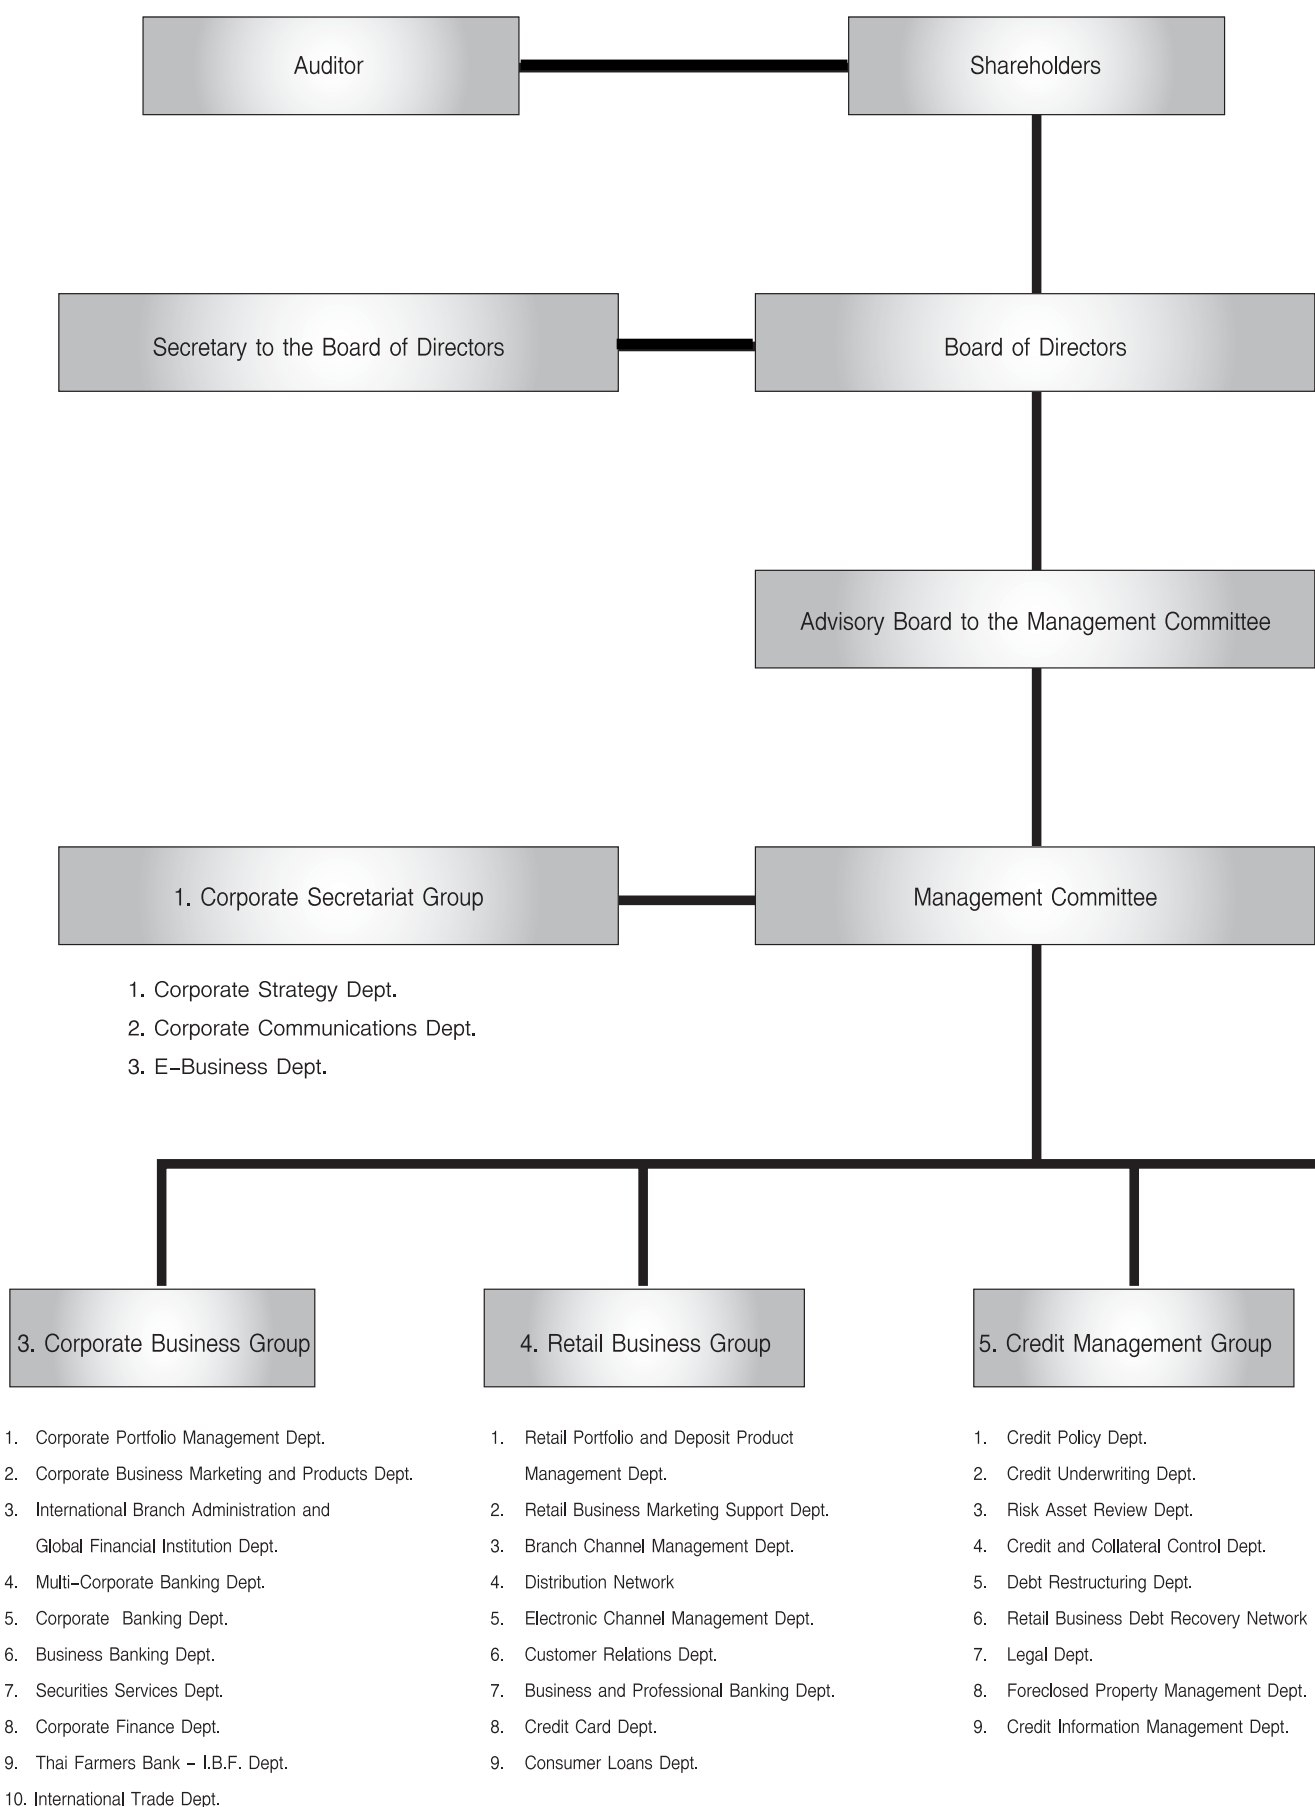 Auditor
Shareholders
Secretary to the Board of Directors
Board of Directors
Advisory Board to the Management Committee
1. Corporate Secretariat Group
Management Committee
1. Corporate Strategy Dept.
2. Corporate Communications Dept.
3. E-Business Dept.
3. Corporate Business Group
1. Corporate Portfolio Management Dept.
2. Corporate Business Marketing and Products Dept.
3. International Branch Administration and
Global Financial Institution Dept.
4. Multi-Corporate Banking Dept.
5. Corporate Banking Dept.
6. Business Banking Dept.
7. Securities Services Dept.
8. Corporate Finance Dept.
9. Thai Farmers Bank - I.B.F. Dept.
10. International Trade Dept.
4. Retail Business Group
1. Retail Portfolio and Deposit Product
Management Dept.
2. Retail Business Marketing Support Dept.
3. Branch Channel Management Dept.
4. Distribution Network
5. Electronic Channel Management Dept.
6. Customer Relations Dept.
7. Business and Professional Banking Dept.
8. Credit Card Dept.
9. Consumer Loans Dept.
5. Credit Management Group
1. Credit Policy Dept.
2. Credit Underwriting Dept.
3. Risk Asset Review Dept.
4. Credit and Collateral Control Dept.
5. Debt Restructuring Dept.
6. Retail Business Debt Recovery Network
7. Legal Dept.
8. Foreclosed Property Management Dept.
9. Credit Information Management Dept.